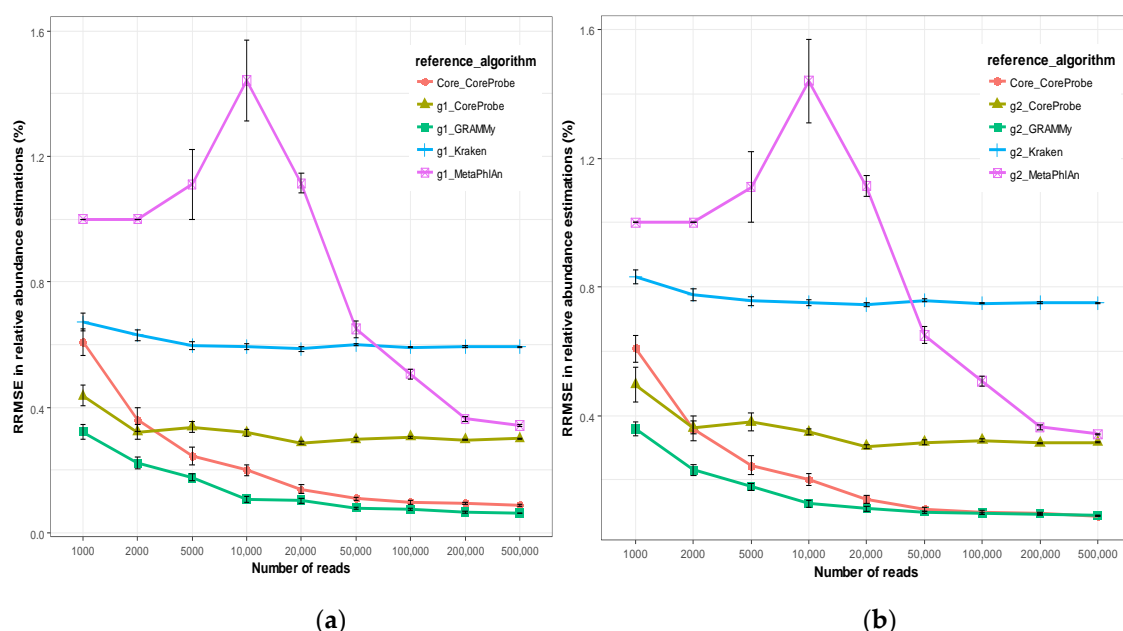 1.6
1.2
0.8
0.4
0.0
RRMSE in relative abundance estimations (%)
reference_algorithm
Core_CoreProbe
g1_CoreProbe
g1_GRAMMy
g1_Kraken
g1_MetaPhlAn
1000 2000 5000 10,000 20,000 50,000 100,000 200,000 500,000
Number of reads
(a)
1.6
1.2
0.8
0.4
RRMSE in relative abundance estimations (%)
reference_algorithm
Core_CoreProbe
g2_CoreProbe
g2_GRAMMy
g2_Kraken
g2_MetaPhlAn
1000 2000 5000 10,000 20,000 50,000 100,000 200,000 500,000
Number of reads
(b)